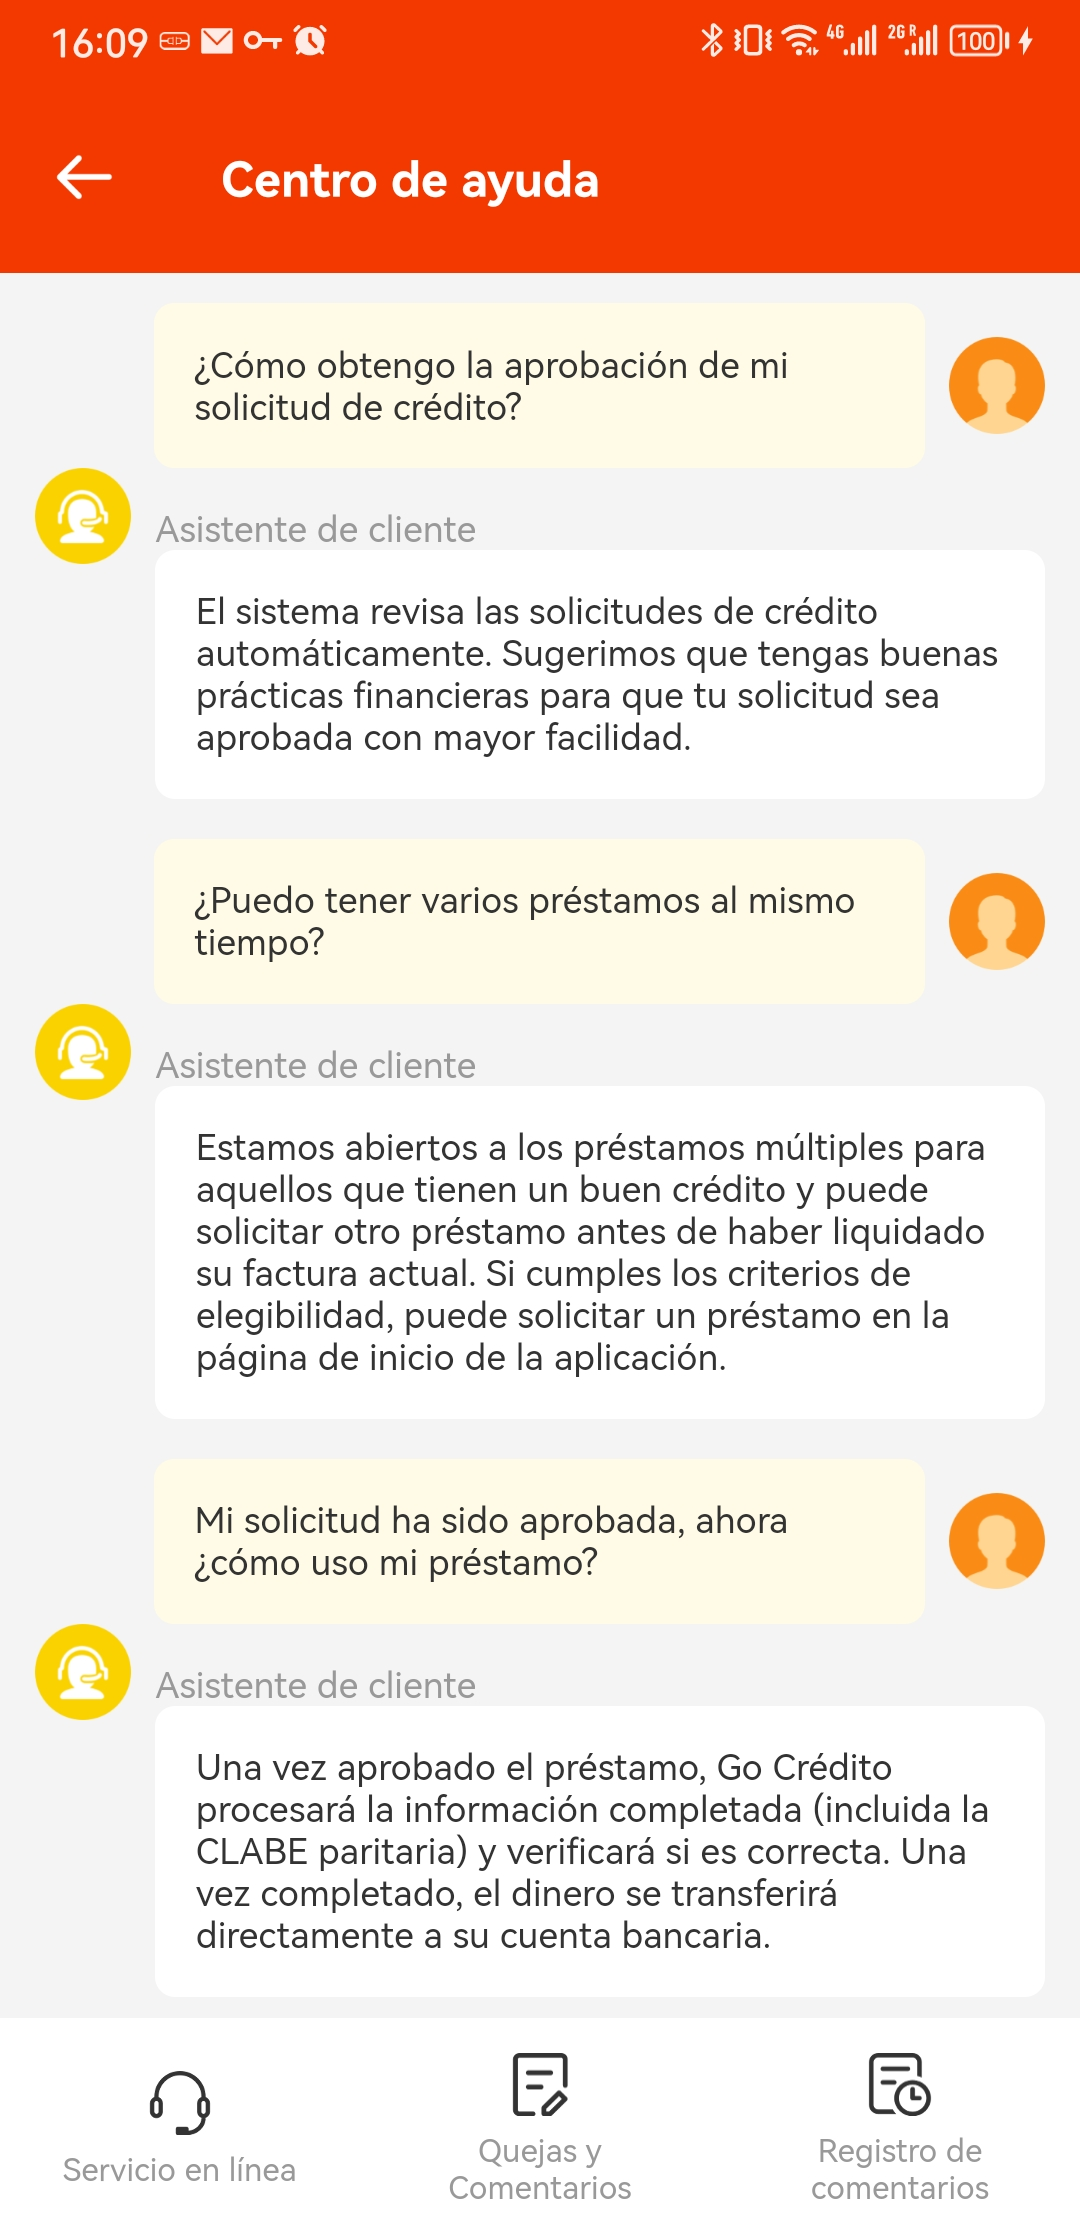 16:09
4G
2G R
100
Centro de ayuda
¿Cómo obtengo la aprobación de mi
solicitud de crédito?
Asistente de cliente
El sistema revisa las solicitudes de crédito
automáticamente. Sugerimos que tengas buenas
prácticas financieras para que tu solicitud sea
aprobada con mayor facilidad.
¿Puedo tener varios préstamos al mismo
tiempo?
Asistente de cliente
Estamos abiertos a los préstamos múltiples para
aquellos que tienen un buen crédito y puede
solicitar otro préstamo antes de haber liquidado
su factura actual. Si cumples los criterios de
elegibilidad, puede solicitar un préstamo en la
página de inicio de la aplicación.
Mi solicitud ha sido aprobada, ahora
¿cómo uso mi préstamo?
Asistente de cliente
Una vez aprobado el préstamo, Go Crédito
procesará la información completada (incluida la
CLABE paritaria) y verificará si es correcta. Una
vez completado, el dinero se transferirá
directamente a su cuenta bancaria.
Servicio en línea
Quejas y
Comentarios
Registro de
comentarios